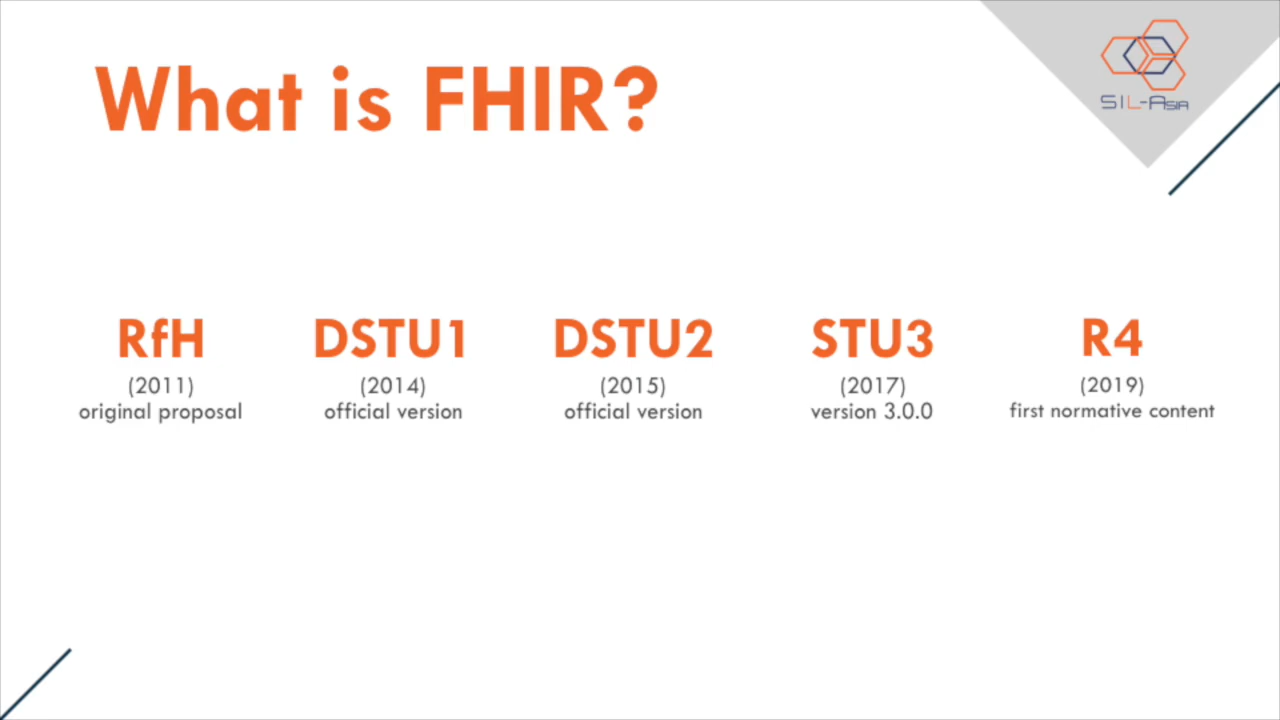 What is FHIR?
SIL-Asia
RfH
(2011)
original proposal
DSTU1
(2014)
official version
DSTU2
(2015)
official version
STU3
(2017)
version 3.0.0
R4
(2019)
first normative content